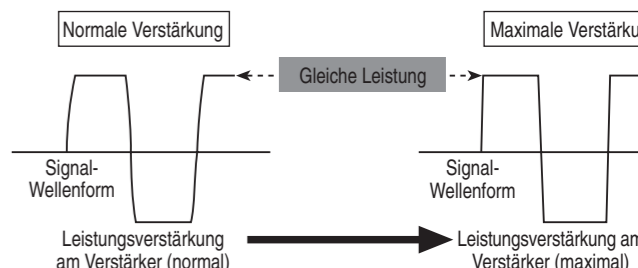 Normale Verstärkung
Maximale Verstärku
Gleiche Leistung
Signal-
Wellenform
Signal-
Wellenform
Leistungsverstärkung
am Verstärker (normal)
Leistungsverstärkung am
Verstärker (maximal)